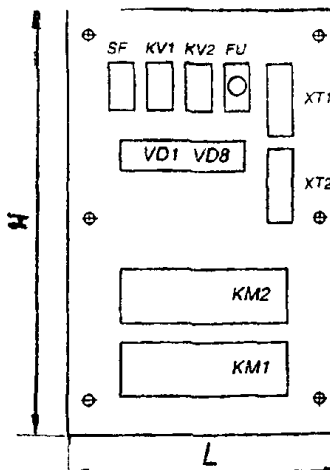 SF KV1 KV2 FU
XT1
VD1 VD8
XT2
H
KM2
KM1
L